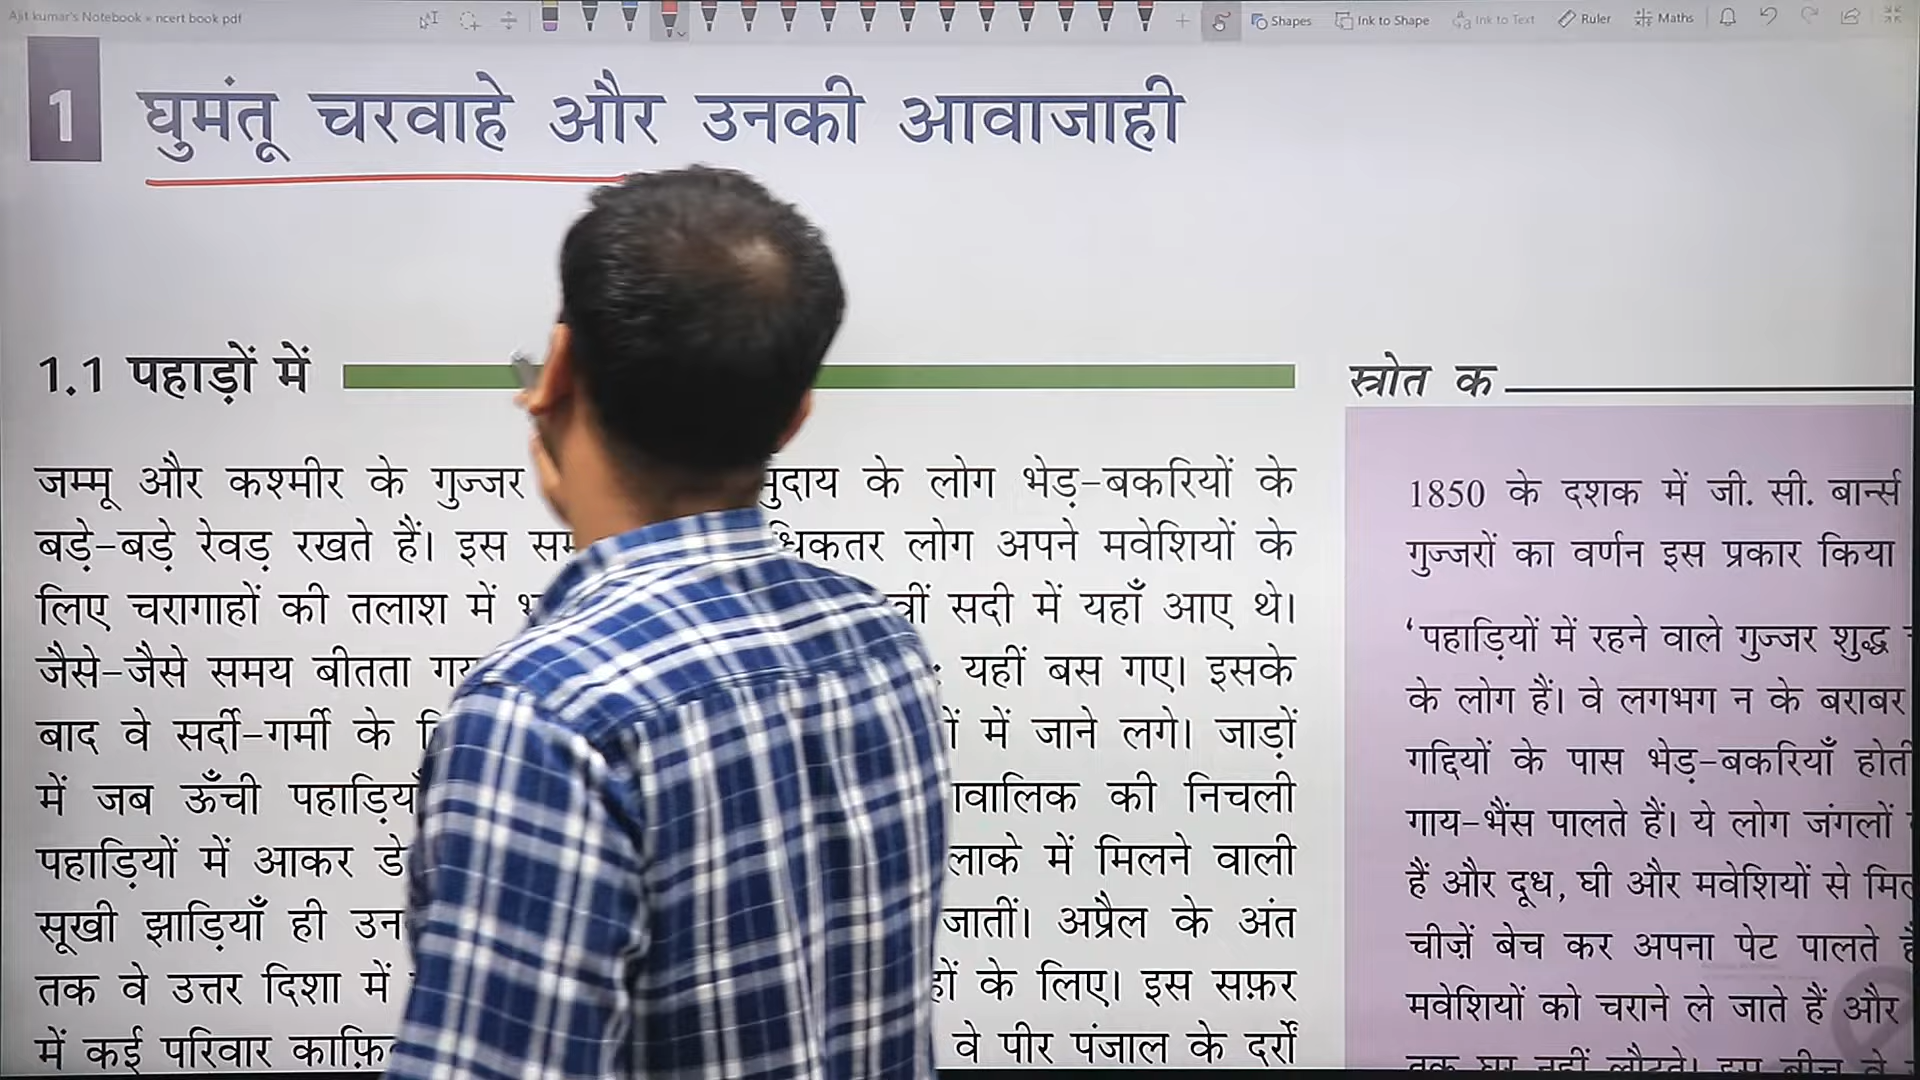 Ajit kumar's Notebook » ncert book pdf
Shapes
Ink to Shape
Ink to Text
Ruler
Maths
1 घुमंतू चरवाहे और उनकी आवाजाही
1.1 पहाड़ों में
जम्मू और कश्मीर के गुज्जर के लोग भेड़-बकरियों के
बड़े-बड़े रेवड़ रखते हैं। इस लोग अपने मवेशियों के
लिए चरागाहों की तलाश में सदी में यहाँ आए थे।
जैसे-जैसे समय बीतता यहीं बस गए। इसके
बाद वे सर्दी-गर्मी के में जाने लगे। जाड़ों
में जब ऊँची की निचली
पहाड़ियों में आकर में मिलने वाली
सूखी झाड़ियाँ ही जातीं। अप्रैल के अंत
तक वे उत्तर दिशा में के लिए। इस सफ़र
में कई परिवार वे पीर पंजाल के दर्रों
स्रोत क
1850 के दशक में जी. सी. बार्न्स
गुज्जरों का वर्णन इस प्रकार किया
‘पहाड़ियों में रहने वाले गुज्जर शुद्ध
के लोग हैं। वे लगभग न के बराबर
गद्दियों के पास भेड़-बकरियाँ
गाय-भैंस पालते हैं। ये लोग जंगलों
हैं और दूध, घी और मवेशियों से
चीज़ें बेच कर अपना पेट पालते
मवेशियों को चराने ले जाते हैं और